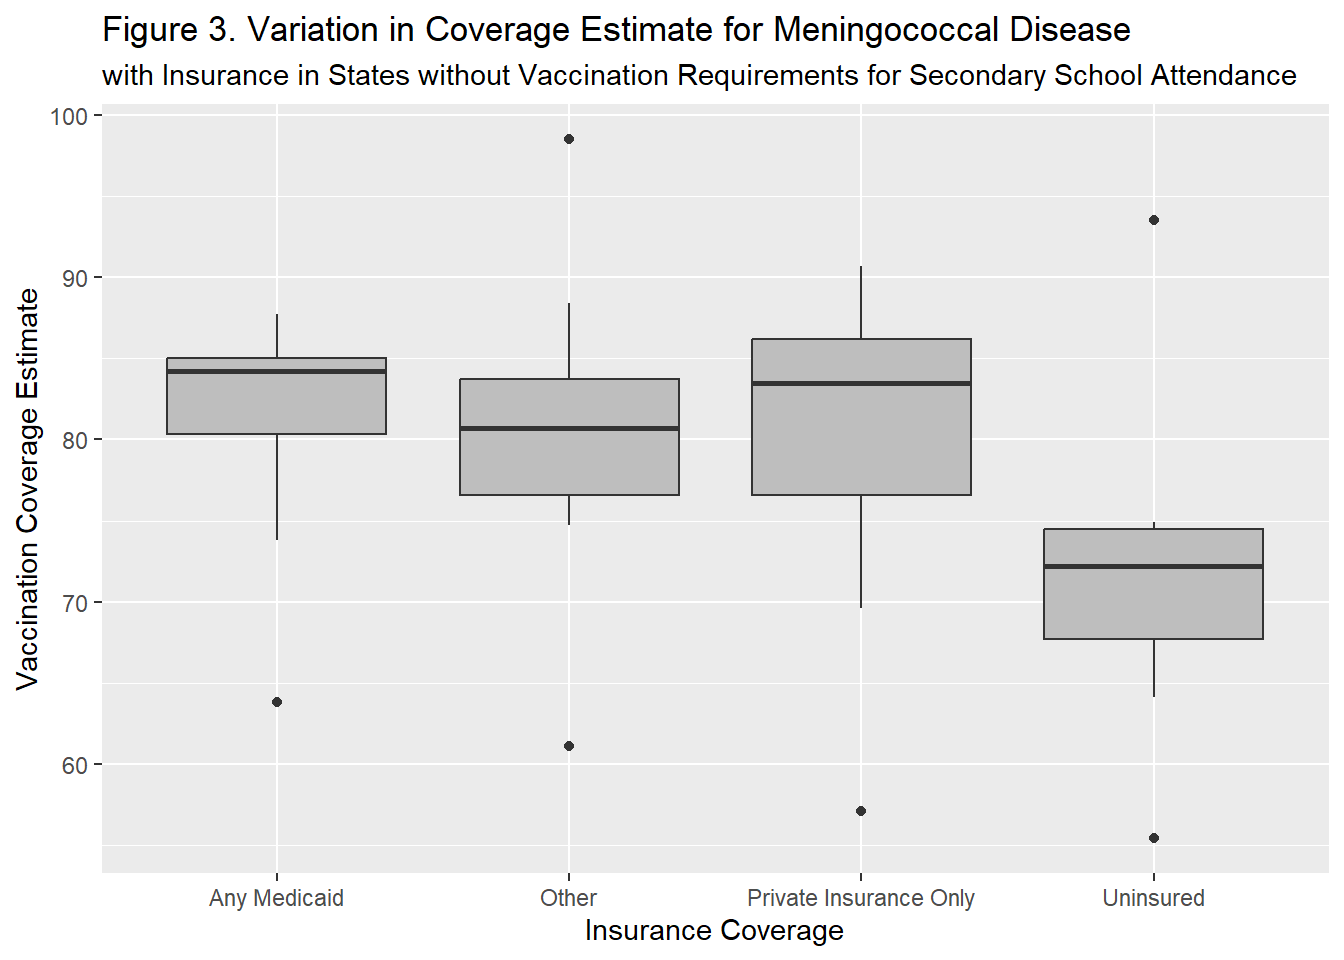 Figure 3. Variation in Coverage Estimate for Meningococcal Disease
with Insurance in States without Vaccination Requirements for Secondary School Attendance
Vaccination Coverage Estimate
100
90
80
70
60
Any Medicaid
Other
Private Insurance Only
Uninsured
Insurance Coverage